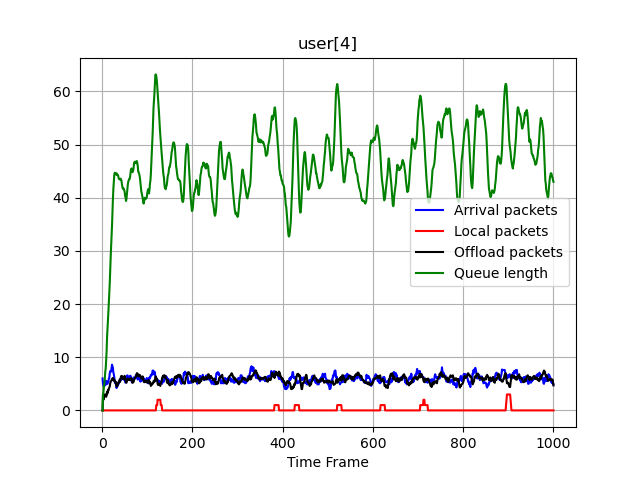 user[4]
60
50
40
30
20
10
0
Arrival packets
Local packets
Offload packets
Queue length
0 200 400 600 800 1000
Time Frame